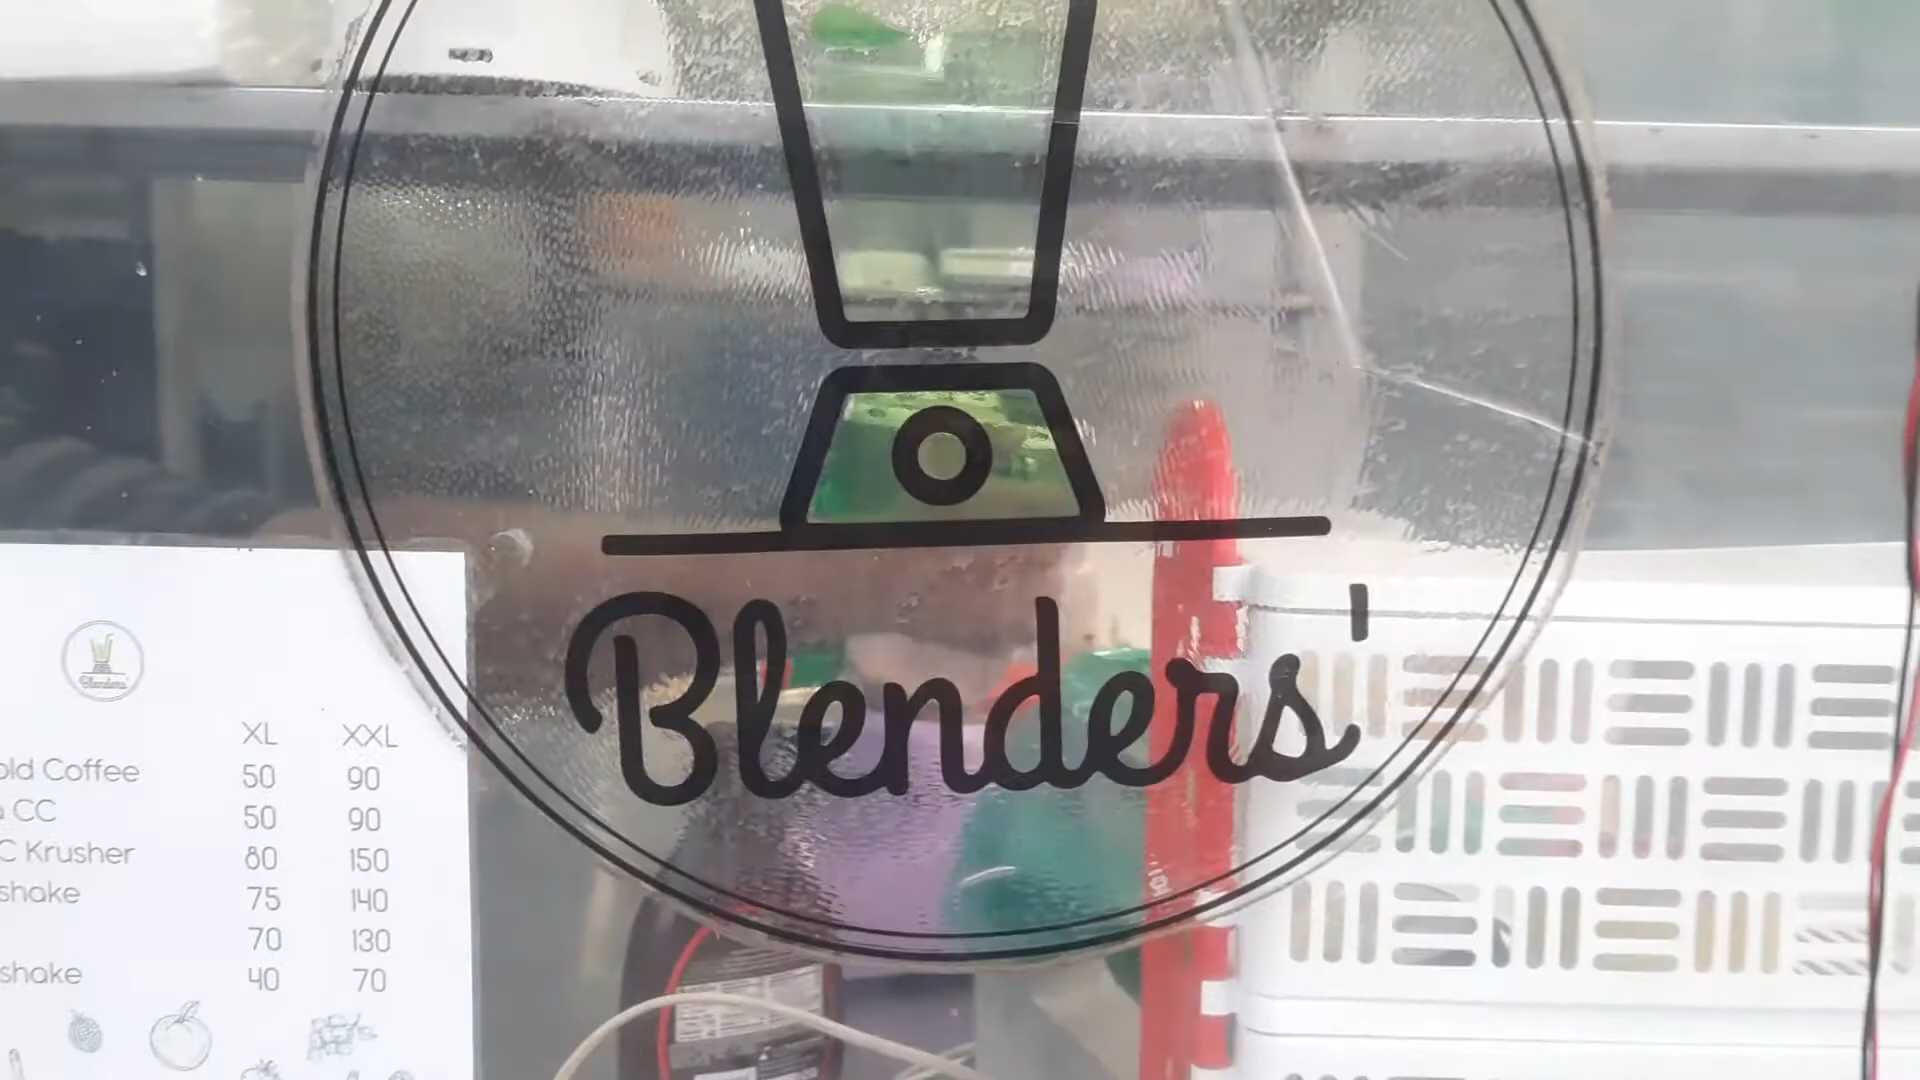 Blenders'
Blenders'
XL XXL
Coffee 50 90
CC 50 90
Krusher 80 150
shake 75 140
70 130
shake 40 70